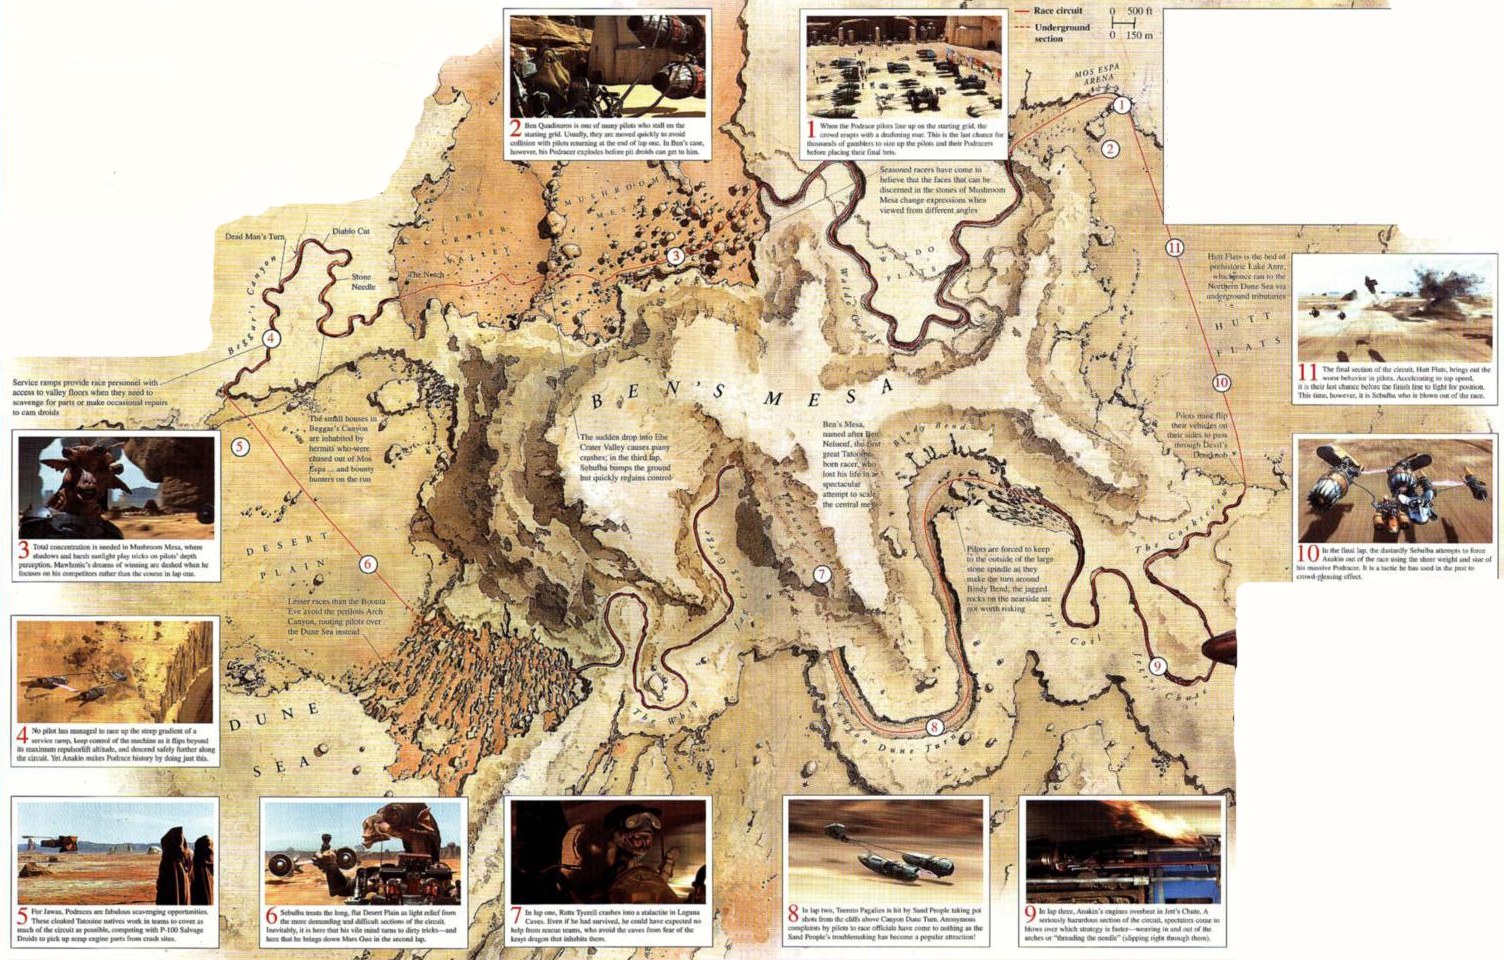 Race circuit
Underground
section
0 500 ft
0 150 m
MOS ESPA
ARENA
1
2
2 Ben Quadinaros is one of many pilots who stall on the
starting grid. Usually, they are moved quickly to avoid
collision with pilots returning at the end of lap one. In Ben's case,
however, his Podracer explodes before pit droids can get to him.
1 When the Podrace pilots line up on the starting grid, the
crowd erupts with a deafening roar. This is the last chance for
thousands of gamblers to size up the pilots and their Podracers
before placing their final bets.
Seasoned racers have come to
believe that the faces that can be
discerned in the stones of Mushroom
Mesa change expressions when
viewed from different angles
MUSHROOM
MESA
EBE
CRATER
VALLEY
3
Dead Man's Turn
Diablo Cut
Stone
Needle
The Notch
Beggar's Canyon
4
WALDO
FLATS
11
Hutt Flats is the bed of
prehistoric Lake Anre,
which once ran to the
Northern Dune Sea via
underground tributaries
HUTT
FLATS
10
11 The final section of the circuit, Hutt Flats, brings out the
worst behavior in pilots. Accelerating to top speed,
it is their last chance before the finish line to fight for position.
This time, however, it is Sebulba who is blown out of the race.
Service ramps provide race personnel with
access to valley floors when they need to
scavenge for parts or make occasional repairs
to cam droids
BEN'S MESA
The small houses in
Beggar's Canyon
are inhabited by
hermits who were
chased out of Mos
Espa ... and bounty
hunters on the run
The sudden drop into Ebe
Crater Valley causes many
crashes; in the third lap,
Sebulba bumps the ground
but quickly regains control
Ben's Mesa,
named after Ben
Neluenf, the first
great Tatooine-
born racer, who
lost his life in a
spectacular
attempt to scale
the central mesa
Bindy Bend
Pilots must flip
their vehicles on
their sides to pass
through Devil's
Doorknob
5
3 Total concentration is needed in Mushroom Mesa, where
shadows and harsh sunlight play tricks on pilots' depth
perception. Mawhonic's dreams of winning are dashed when he
focuses on his competitors rather than the course in lap one.
DESERT
PLAIN
6
Lesser races than the Boonta
Eve avoid the perilous Arch
Canyon, routing pilots over
the Dune Sea instead
7
Pilots are forced to keep
to the outside of the large
stone spindle as they
make the turn around
Bindy Bend; the jagged
rocks on the nearside are
not worth risking
The Corkscrew
The Coil
10 In the final lap, the dastardly Sebulba attempts to force
Anakin out of the race using the sheer weight and size of
his massive Podracer. It is a tactic he has used in the past to
crowd-pleasing effect.
9
Jett's Chute
The Whip
8
Canyon Dune Turn
DUNE
SEA
4 No pilot has managed to race up the steep gradient of a
service ramp, keep control of the machine as it flips beyond
its maximum repulsorlift altitude, and descend safely further along
the circuit. Yet Anakin makes Podrace history by doing just this.
5 For Jawas, Podraces are fabulous scavenging opportunities.
These cloaked Tatooine natives work in teams to cover as
much of the circuit as possible, competing with P-100 Salvage
Droids to pick up scrap engine parts from crash sites.
6 Sebulba treats the long, flat Desert Plain as light relief from
the more demanding and difficult sections of the circuit.
Inevitably, it is here that his vile mind turns to dirty tricks—and
here that he brings down Mars Guo in the second lap.
7 In lap one, Ratts Tyerell crashes into a stalactite in Laguna
Caves. Even if he had survived, he could have expected no
help from rescue teams, who avoid the caves from fear of the
krayt dragon that inhabits them.
8 In lap two, Teemto Pagalies is hit by Sand People taking pot
shots from the cliffs above Canyon Dune Turn. Anonymous
complaints by pilots to race officials have come to nothing as the
Sand People's troublemaking has become a popular attraction!
9 In lap three, Anakin's engines overheat in Jett's Chute. A
seriously hazardous section of the circuit, spectators come to
blows over which strategy is faster—weaving in and out of the
arches or "threading the needle" (slipping right through them).